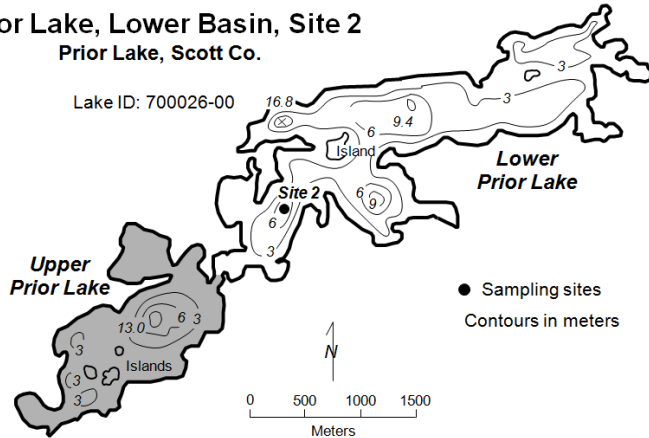 or Lake, Lower Basin, Site 2
Prior Lake, Scott Co.
Lake ID: 700026-00
16.8
3
3
9.4
6
Island
Lower
Prior Lake
Site 2
6
9
6
3
Upper
Prior Lake
13.0
6
3
3
Islands
3
3
Sampling sites
Contours in meters
N
0 500 1000 1500
Meters